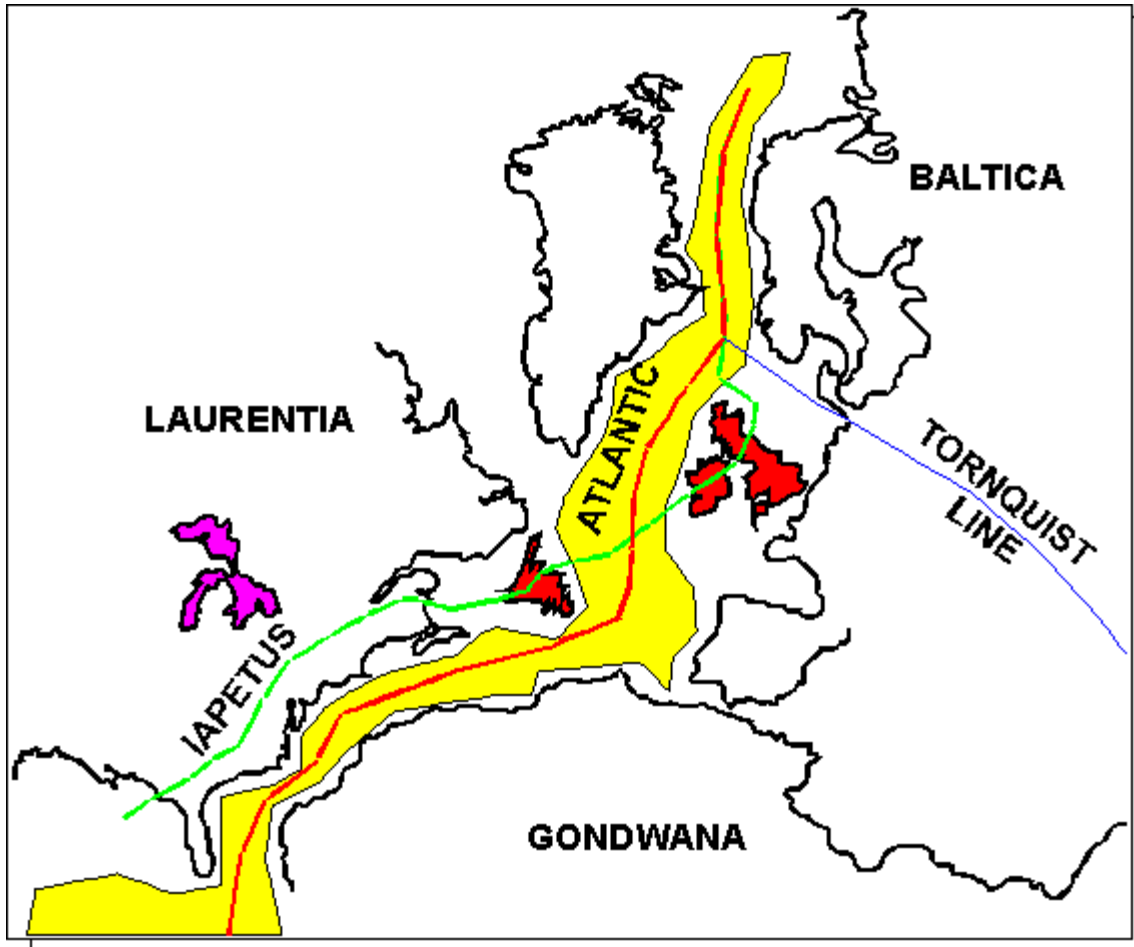 BALTICA
LAURENTIA
ATLANTIC
TORNQUIST
LINE
IAPETUS
GONDWANA